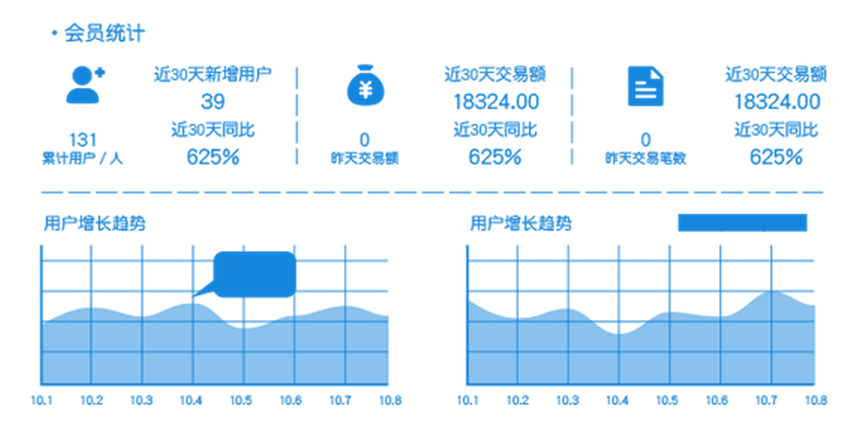 • 会员统计
近30天新增用户
39
近30天同比
625%
131
累计用户 / 人
¥
近30天交易额
18324.00
近30天同比
625%
0
昨天交易额
近30天交易额
18324.00
近30天同比
625%
0
昨天交易笔数
用户增长趋势
10.1 10.2 10.3 10.4 10.5 10.6 10.7 10.8
用户增长趋势
10.1 10.2 10.3 10.4 10.5 10.6 10.7 10.8